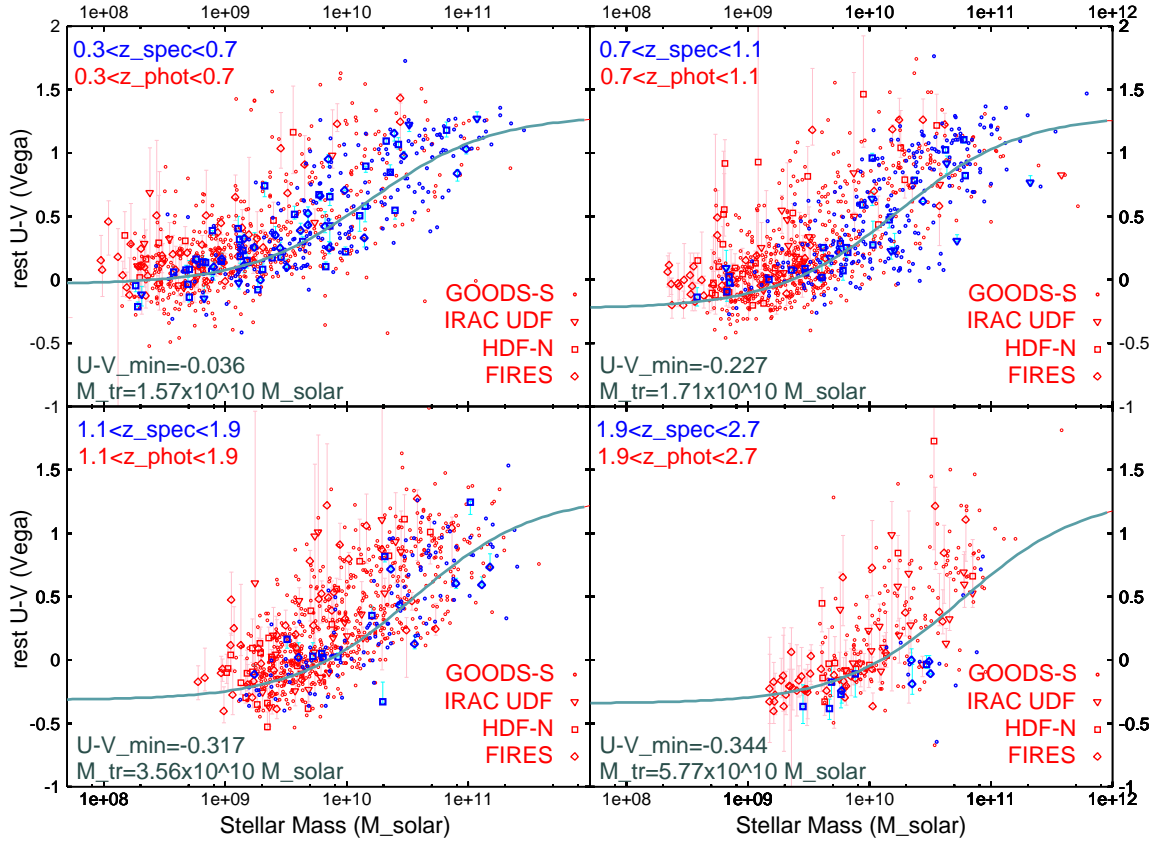 1e+08 1e+09 1e+10 1e+11 1e+08 1e+09 1e+10 1e+11 1e+12
2 0.3<z_spec<0.7 0.7<z_spec<1.1 2
0.3<z_phot<0.7 0.7<z_phot<1.1
1.5 1.5
1 1
0.5 0.5
0 0
-0.5 -0.5
rest U-V (Vega)
GOODS-S GOODS-S
IRAC UDF IRAC UDF
HDF-N HDF-N
FIRES FIRES
U-V_min=-0.036 U-V_min=-0.227
M_tr=1.57x10^10 M_solar M_tr=1.71x10^10 M_solar
-1 -1
1.1<z_spec<1.9 1.9<z_spec<2.7
1.1<z_phot<1.9 1.9<z_phot<2.7
1.5 1.5
1 1
0.5 0.5
0 0
-0.5 -0.5
rest U-V (Vega)
GOODS-S GOODS-S
IRAC UDF IRAC UDF
HDF-N HDF-N
FIRES FIRES
U-V_min=-0.317 U-V_min=-0.344
M_tr=3.56x10^10 M_solar M_tr=5.77x10^10 M_solar
-1 -1
1e+08 1e+09 1e+10 1e+11 1e+08 1e+09 1e+10 1e+11 1e+12
Stellar Mass (M_solar) Stellar Mass (M_solar)